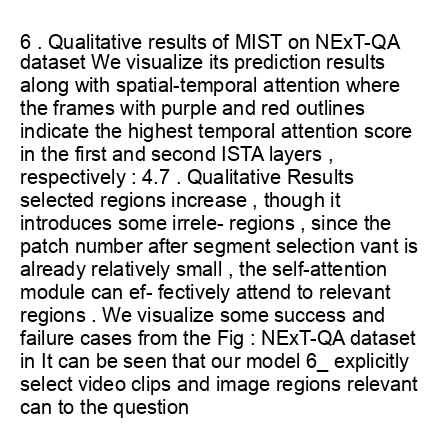 6 . Qualitative results of MIST on NExT-QA
dataset We visualize its prediction results
along with spatial-temporal attention where
the frames with purple and red outlines
indicate the highest temporal attention score
in the first and second ISTA layers ,
respectively : 4.7 . Qualitative Results
selected regions increase , though it
introduces some irrele- regions , since the
patch number after segment selection vant is
already relatively small , the self-attention
module can ef- fectively attend to relevant
regions . We visualize some success and
failure cases from the Fig : NExT-QA dataset
in It can be seen that our model 6_ explicitly
select video clips and image regions relevant
can to the question